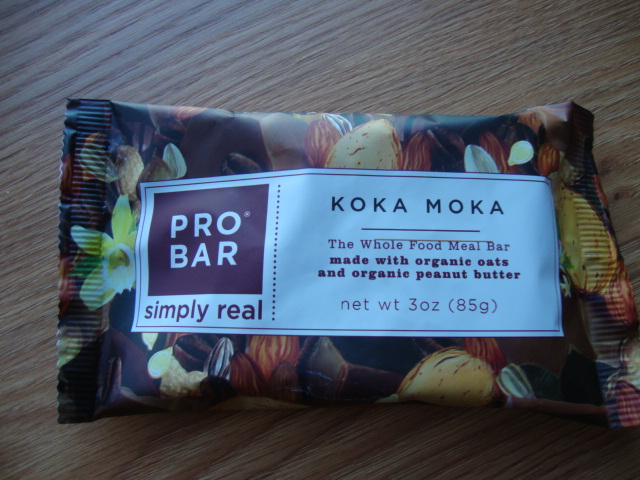 PRO®
BAR
simply real
KOKA MOKA
The Whole Food Meal Bar
made with organic oats
and organic peanut butter
net wt 3oz (85g)